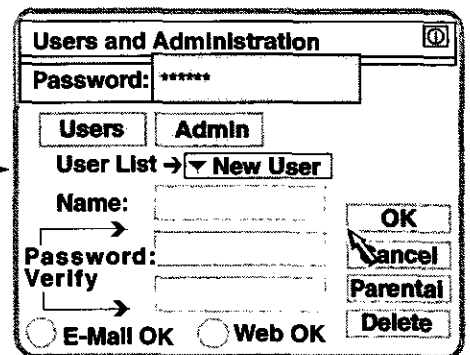 Users and Administration
Password: ******
Users Admin
User List → New User
Name:
OK
Password:
Cancel
Verify
Parental
Delete
E-Mail OK Web OK